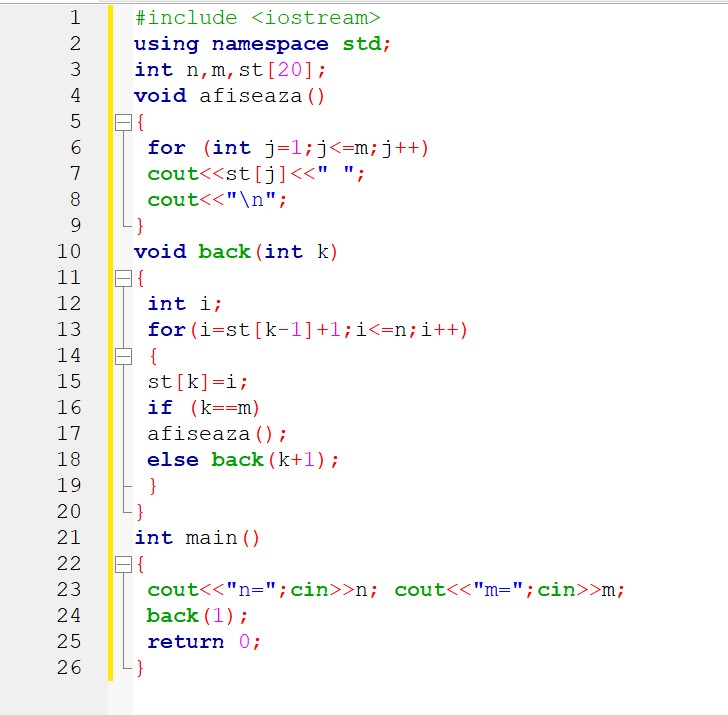 1 #include <iostream>
2 using namespace std;
3 int n,m,st[20];
4 void afiseaza()
5 {
6 for (int j=1;j<=m;j++)
7 cout<<st[j]<<" ";
8 cout<<"\n";
9 }
10 void back(int k)
11 {
12 int i;
13 for(i=st[k-1]+1;i<=n;i++)
14 {
15 st[k]=i;
16 if (k==m)
17 afiseaza();
18 else back(k+1);
19 }
20 }
21 int main()
22 {
23 cout<<"n=";cin>>n; cout<<"m=";cin>>m;
24 back(1);
25 return 0;
26 }